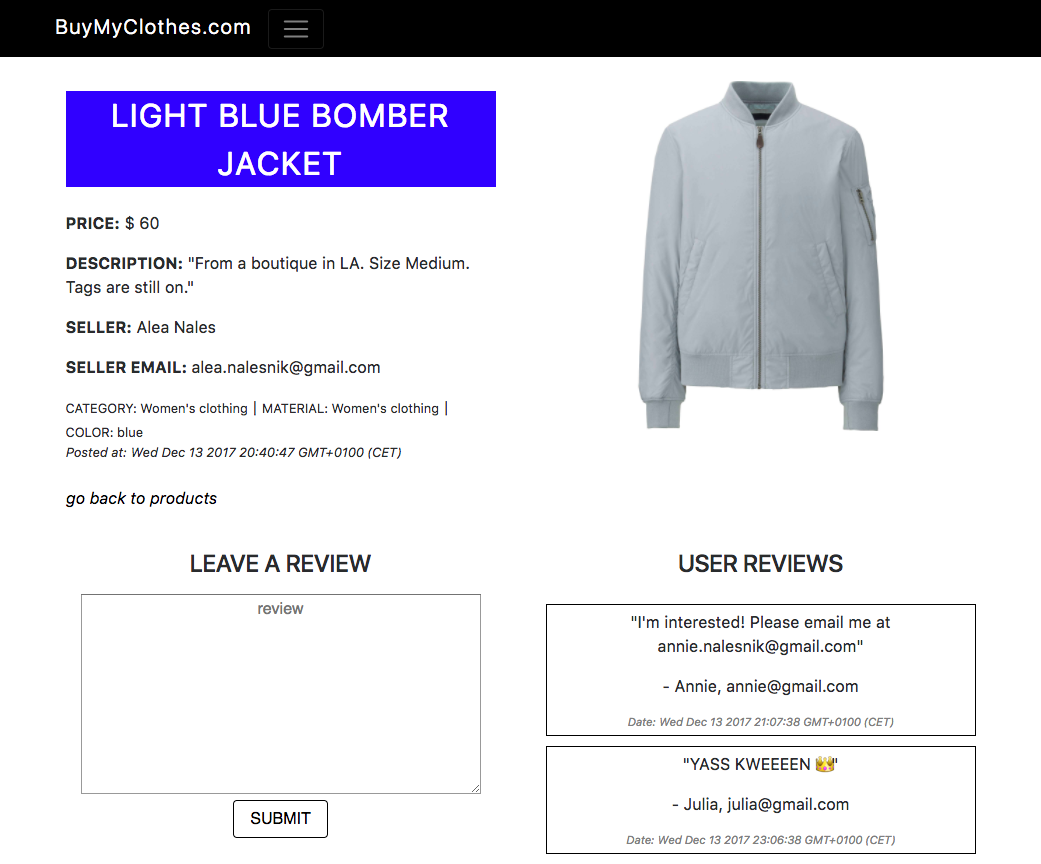 BuyMyClothes.com
LIGHT BLUE BOMBER
JACKET
PRICE: $ 60
DESCRIPTION: "From a boutique in LA. Size Medium.
Tags are still on."
SELLER: Alea Nales
SELLER EMAIL: alea.nalesnik@gmail.com
CATEGORY: Women's clothing | MATERIAL: Women's clothing |
COLOR: blue
Posted at: Wed Dec 13 2017 20:40:47 GMT+0100 (CET)
go back to products
LEAVE A REVIEW
review
SUBMIT
USER REVIEWS
"I'm interested! Please email me at
annie.nalesnik@gmail.com"
- Annie, annie@gmail.com
Date: Wed Dec 13 2017 21:07:38 GMT+0100 (CET)
"YASS KWEEEEN 👑"
- Julia, julia@gmail.com
Date: Wed Dec 13 2017 23:06:38 GMT+0100 (CET)